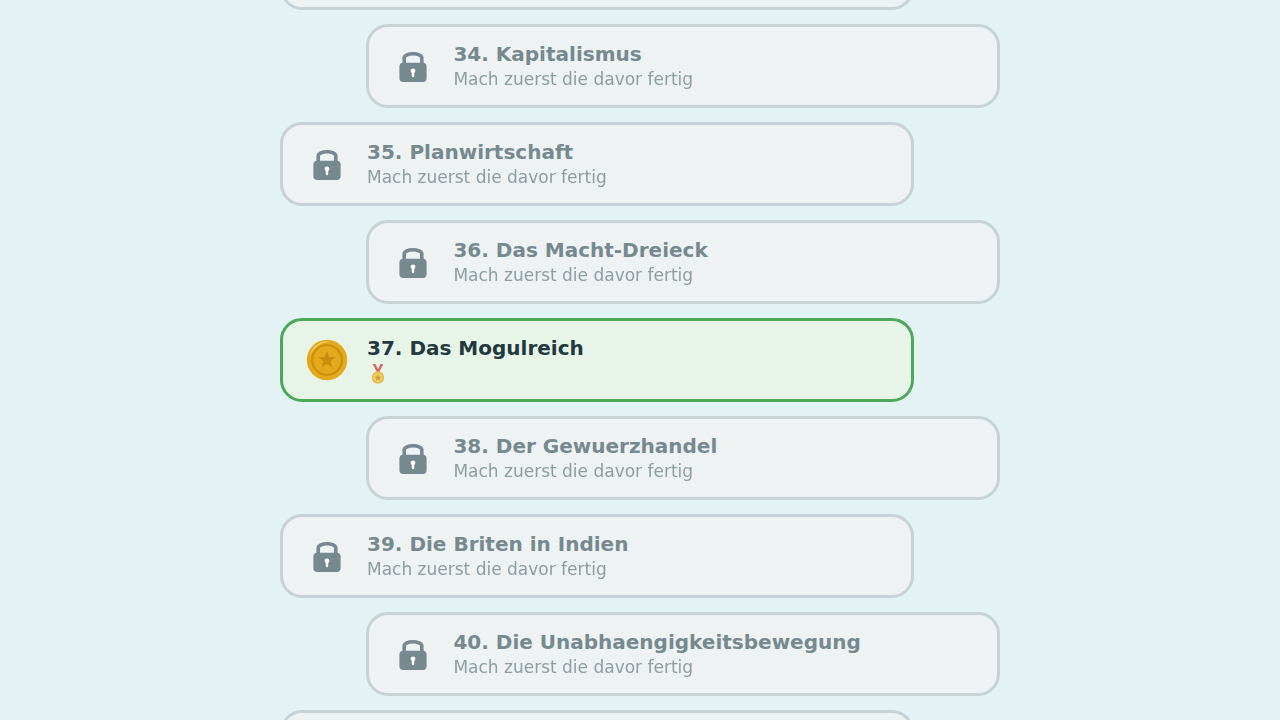 34. Kapitalismus
Mach zuerst die davor fertig
35. Planwirtschaft
Mach zuerst die davor fertig
36. Das Macht-Dreieck
Mach zuerst die davor fertig
37. Das Mogulreich
38. Der Gewuerzhandel
Mach zuerst die davor fertig
39. Die Briten in Indien
Mach zuerst die davor fertig
40. Die Unabhaengigkeitsbewegung
Mach zuerst die davor fertig